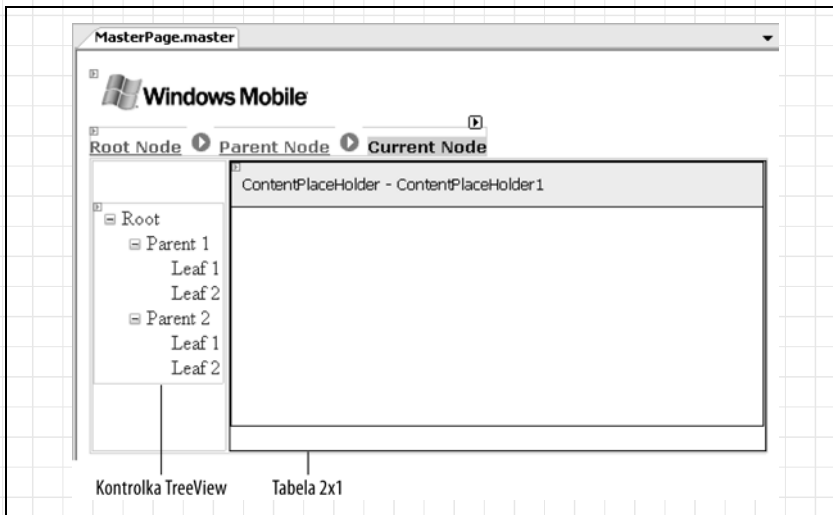 MasterPage.master
Windows Mobile
Root Node Parent Node Current Node
ContentPlaceHolder - ContentPlaceHolder1
Root
Parent 1
Leaf 1
Leaf 2
Parent 2
Leaf 1
Leaf 2
Kontrolka TreeView Tabela 2x1